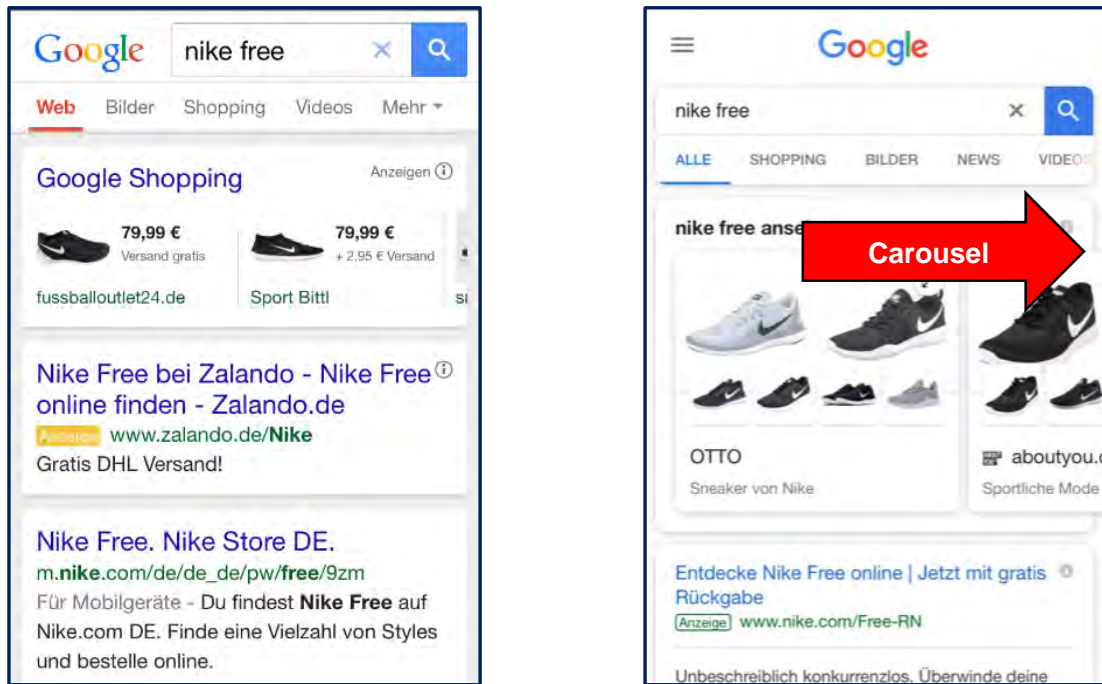 Google
nike free
Web Bilder Shopping Videos Mehr
Google Shopping
Anzeigen
79,99 €
Versand gratis
fussballoutlet24.de
79,99 €
+ 2,95 € Versand
Sport Bittl
Nike Free bei Zalando - Nike Free
online finden - Zalando.de
Anzeige www.zalando.de/Nike
Gratis DHL Versand!
Nike Free. Nike Store DE.
m.nike.com/de/de_de/pw/free/9zm
Für Mobilgeräte - Du findest Nike Free auf
Nike.com DE. Finde eine Vielzahl von Styles
und bestelle online.
Google
nike free
ALLE SHOPPING BILDER NEWS VIDEOS
nike free anse
Carousel
OTTO
Sneaker von Nike
aboutyou.
Sportliche Mode
Entdecke Nike Free online | Jetzt mit gratis
Rückgabe
Anzeige www.nike.com/Free-RN
Unbeschreiblich konkurrenzlos. Überwinde deine